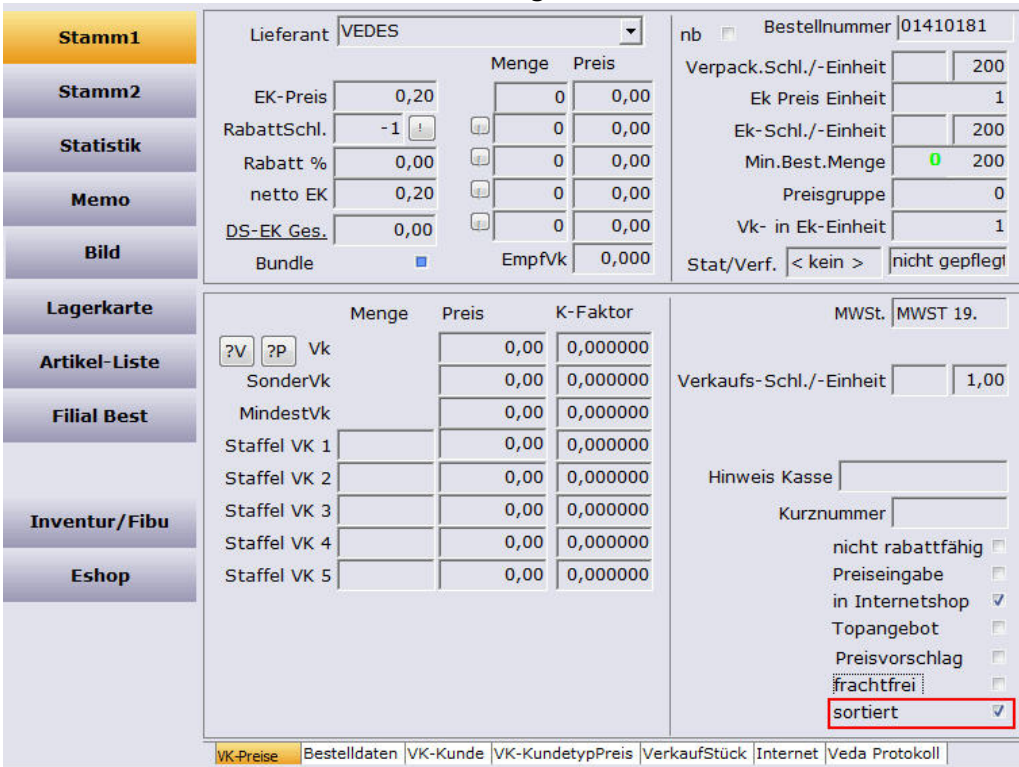 Stamm1
Stamm2
Statistik
Memo
Bild
Lagerkarte
Artikel-Liste
Filial Best
Inventur/Fibu
Eshop
Lieferant VEDES
Menge Preis
EK-Preis 0,20 0 0,00
RabattSchl. -1 ! 0 0,00
Rabatt % 0,00 0 0,00
netto EK 0,20 0 0,00
DS-EK Ges. 0,00 0 0,00
Bundle EmpfVk 0,000
nb Bestellnummer 01410181
Verpack.Schl./-Einheit 200
Ek Preis Einheit 1
Ek-Schl./-Einheit 200
Min.Best.Menge 0 200
Preisgruppe 0
Vk- in Ek-Einheit 1
Stat/Verf. < kein > nicht gepflegt
Menge Preis K-Faktor
?V ?P Vk 0,00 0,000000
SonderVk 0,00 0,000000
MindestVk 0,00 0,000000
Staffel VK 1 0,00 0,000000
Staffel VK 2 0,00 0,000000
Staffel VK 3 0,00 0,000000
Staffel VK 4 0,00 0,000000
Staffel VK 5 0,00 0,000000
MWSt. MWST 19.
Verkaufs-Schl./-Einheit 1,00
Hinweis Kasse
Kurznummer
nicht rabattfähig
Preiseingabe
in Internetshop
Topangebot
Preisvorschlag
frachtfrei
sortiert
VK-Preise Bestelldaten VK-Kunde VK-KundetypPreis VerkaufStück Internet Veda Protokoll